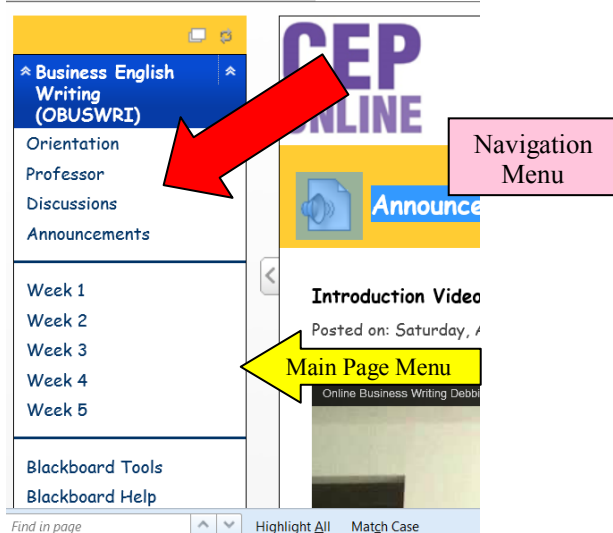 Business English
Writing
(OBUSWRI)
Orientation
Professor
Discussions
Announcements
Week 1
Week 2
Week 3
Week 4
Week 5
Blackboard Tools
Blackboard Help
CEP
ONLINE
Navigation
Menu
Announce
Introduction Video
Posted on: Saturday, A
Main Page Menu
Online Business Writing Debbi
Find in page
Highlight All Match Case